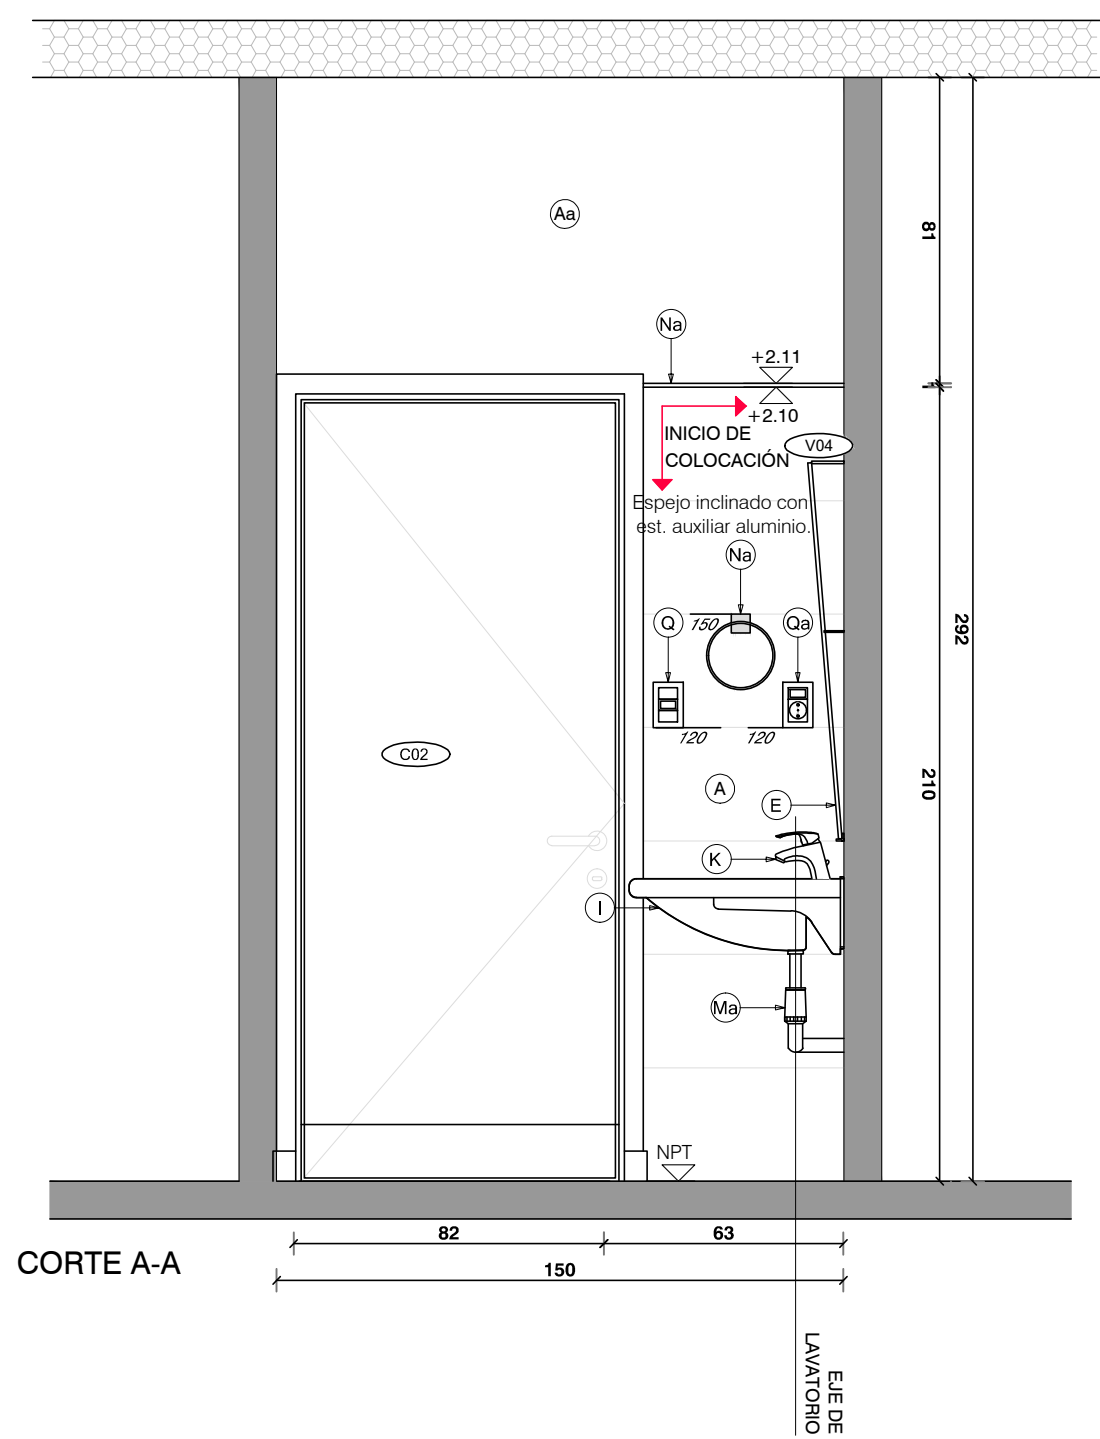 Aa
81
Na
+2.11
+2.10
INICIO DE
COLOCACIÓN
V04
Espejo inclinado con
est. auxiliar aluminio.
Na
Q
150
Qa
292
120
120
C02
A
E
210
K
I
Ma
NPT
82
63
CORTE A-A
150
EJE DE
LAVATORIO